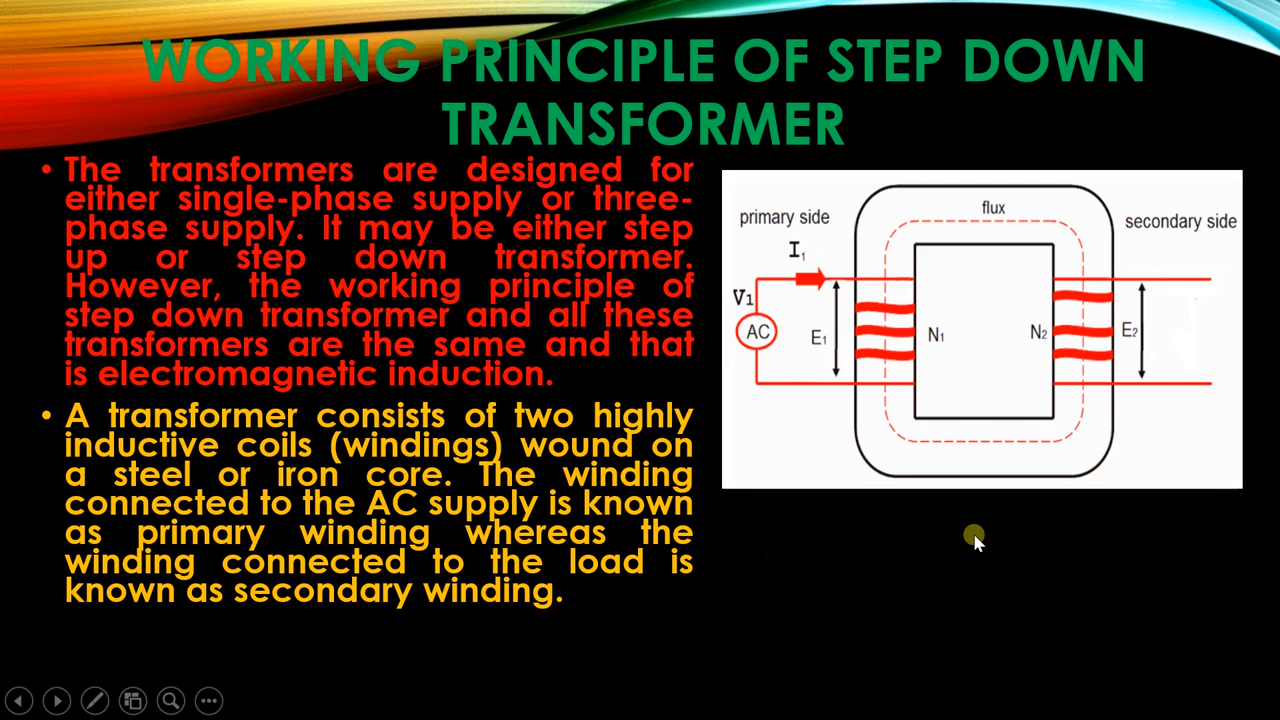 WORKING PRINCIPLE OF STEP DOWN
TRANSFORMER
• The transformers are designed for
either single-phase supply or three-
phase supply. It may be either step
up or step down transformer.
However, the working principle of
step down transformer and all these
transformers are the same and that
is electromagnetic induction.
• A transformer consists of two highly
inductive coils (windings) wound on
a steel or iron core. The winding
connected to the AC supply is known
as primary winding whereas the
winding connected to the load is
known as secondary winding.
flux
primary side
secondary side
I₁
V₁
AC
E₁
N₁
N₂
E₂